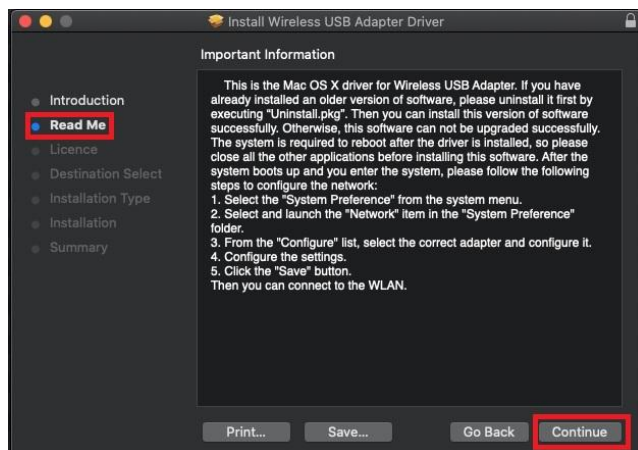 Install Wireless USB Adapter Driver
Important Information
Introduction
Read Me
Licence
Destination Select
Installation Type
Installation
Summary
This is the Mac OS X driver for Wireless USB Adapter. If you have
already installed an older version of software, please uninstall it first by
executing "Uninstall.pkg". Then you can install this version of software
successfully. Otherwise, this software can not be upgraded successfully.
The system is required to reboot after the driver is installed, so please
close all the other applications before installing this software. After the
system boots up and you enter the system, please follow the following
steps to configure the network:
1. Select the "System Preference" from the system menu.
2. Select and launch the "Network" item in the "System Preference"
folder.
3. From the "Configure" list, select the correct adapter and configure it.
4. Configure the settings.
5. Click the "Save" button.
Then you can connect to the WLAN.
Print...
Save...
Go Back
Continue